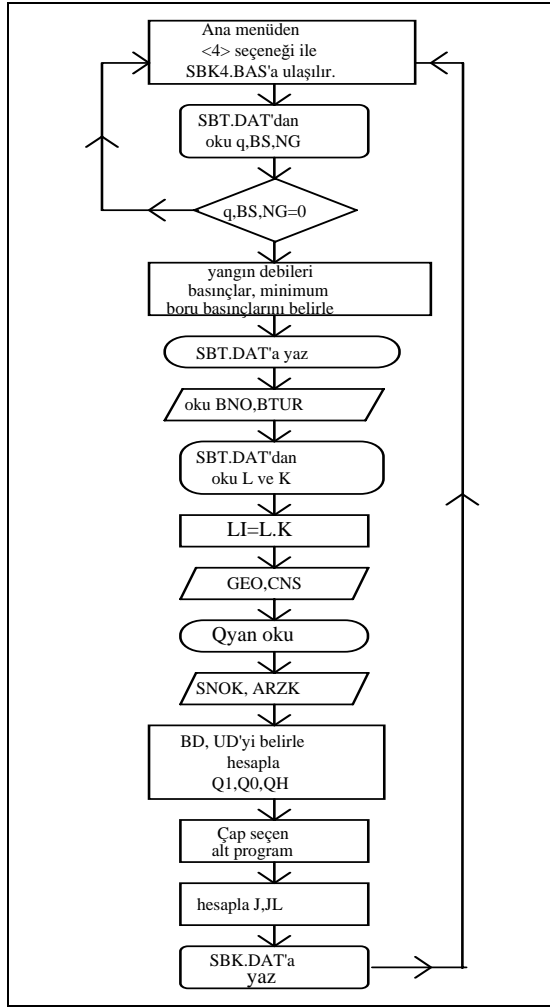 Ana menüden
<4> seçeneği ile
SBK4.BAS'a ulaşılır.
SBT.DAT'dan
oku q,BS,NG
q,BS,NG=0
yangın debileri
basınçlar, minimum
boru basınçlarını belirle
SBT.DAT'a yaz
oku BNO,BTUR
SBT.DAT'dan
oku L ve K
LI=L.K
GEO,CNS
Qyan oku
SNOK, ARZK
BD, UD'yi belirle
hesapla
Q1,Q0,QH
Çap seçen
alt program
hesapla J,JL
SBK.DAT'a
yaz